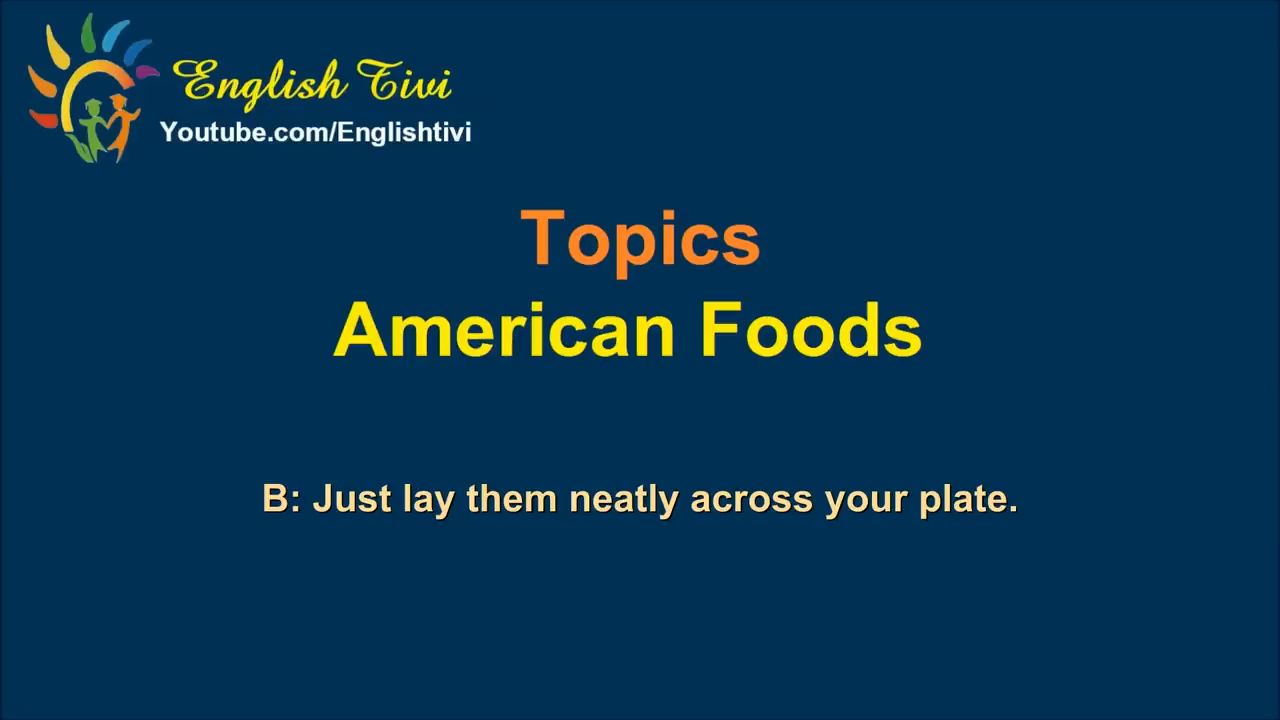 English Tivi
Youtube.com/Englishtivi
Topics
American Foods
B: Just lay them neatly across your plate.